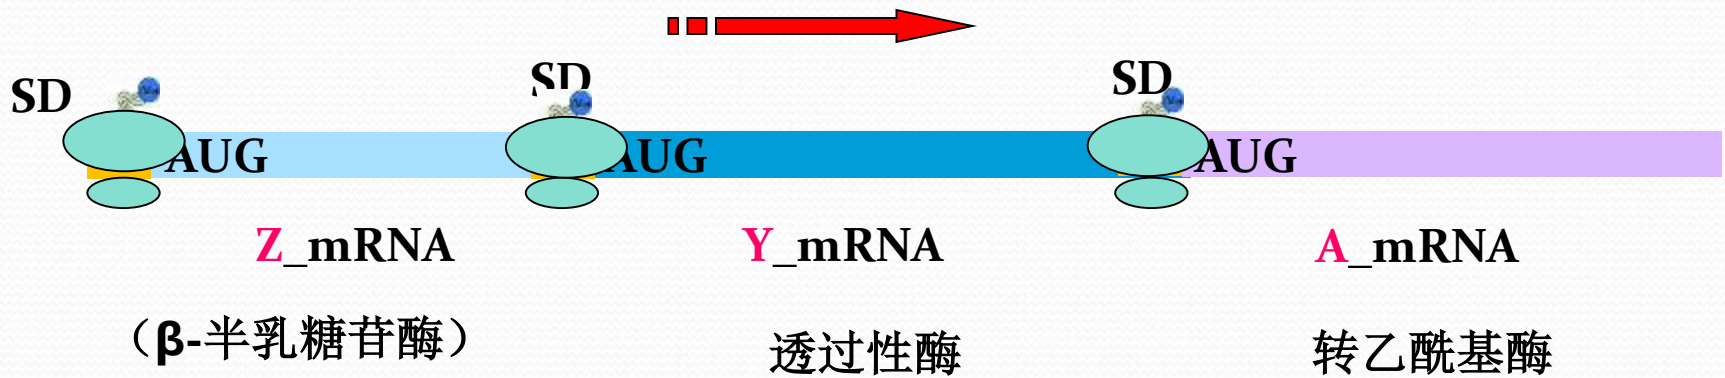 SD SD SD
AUG AUG AUG
Z_mRNA Y_mRNA A_mRNA
（β-半乳糖苷酶） 透过性酶 转乙酰基酶